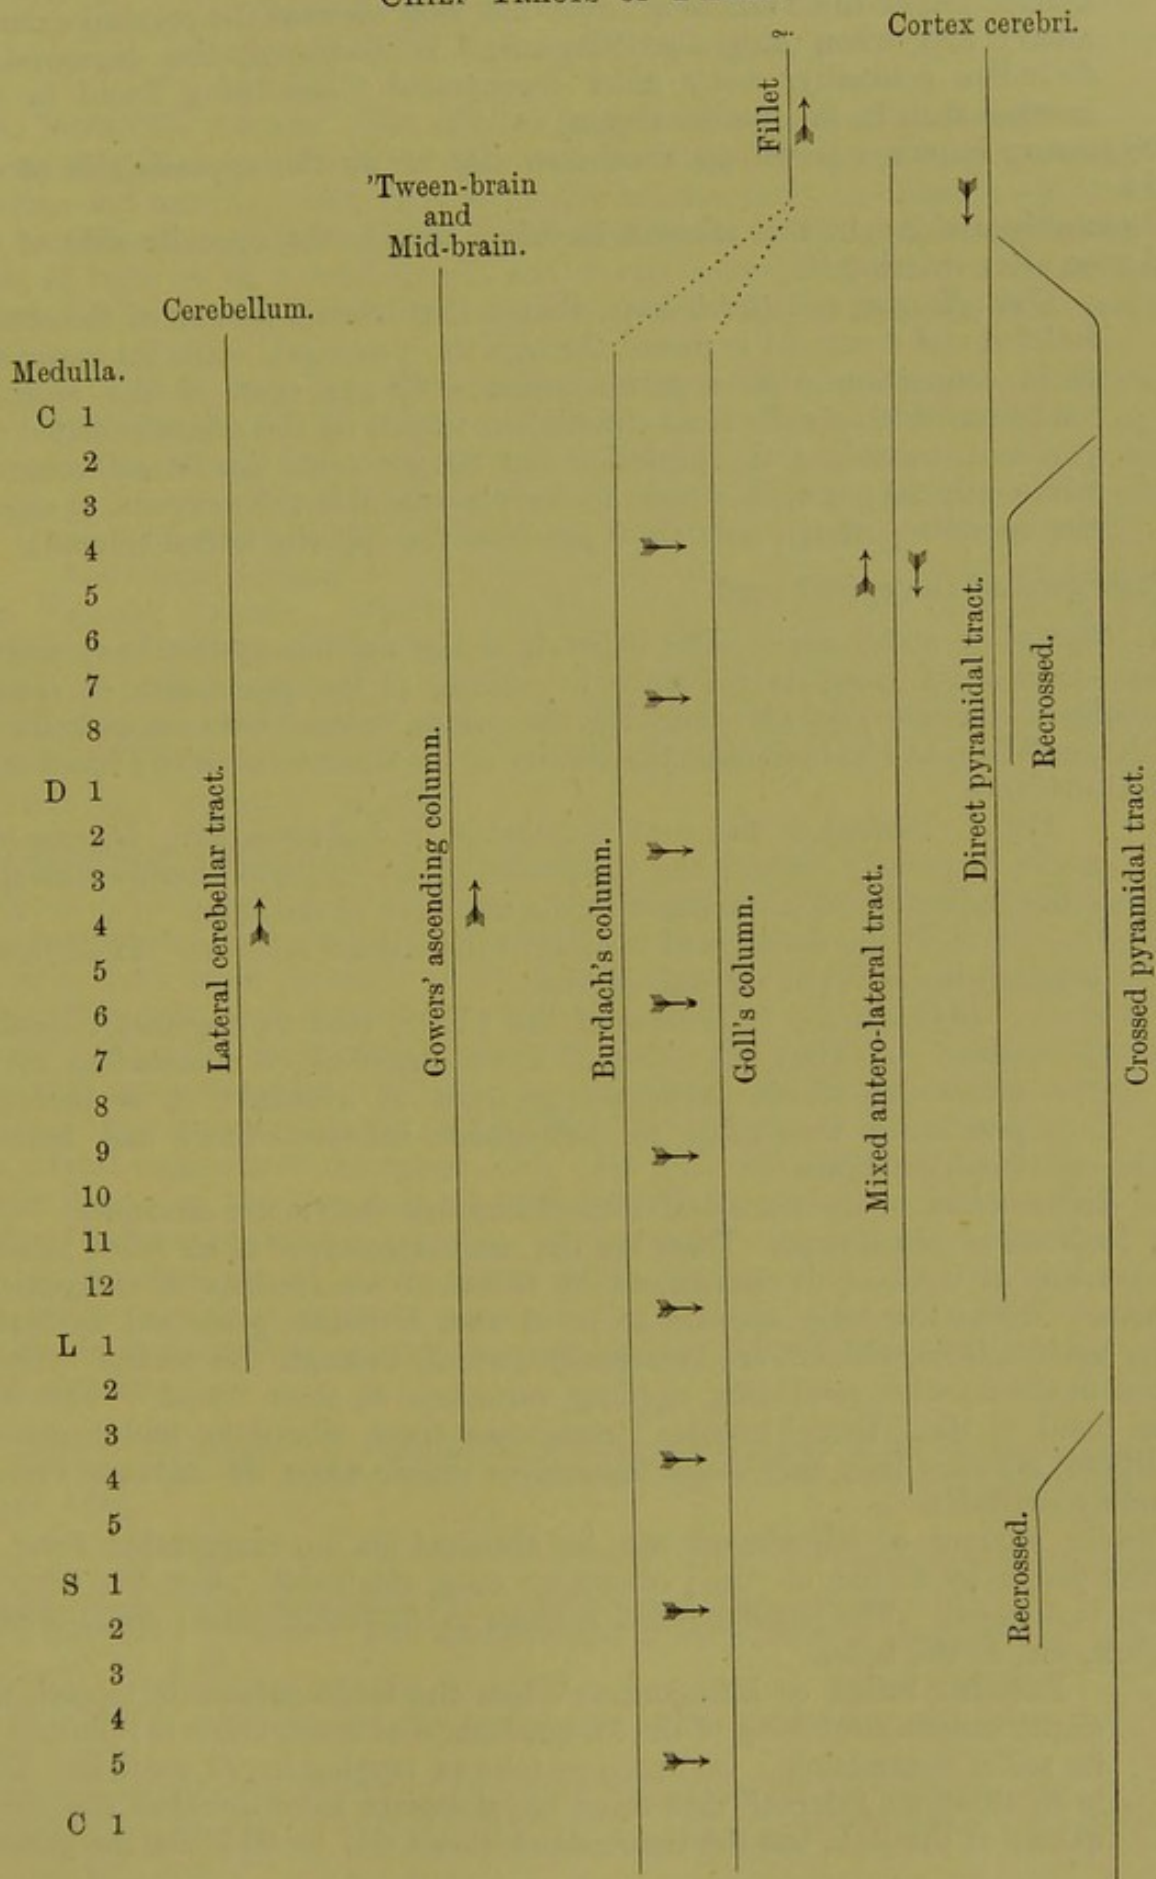 ?
Cortex cerebri.
Fillet
’Tween-brain
and
Mid-brain.
Cerebellum.
Medulla.
C 1
2
3
4
5
6
7
8
D 1
2
3
4
5
6
7
8
9
10
11
12
L 1
2
3
4
5
S 1
2
3
4
5
C 1
Lateral cerebellar tract.
Gowers’ ascending column.
Burdach’s column.
Goll’s column.
Mixed antero-lateral tract.
Direct pyramidal tract.
Recrossed.
Recrossed.
Crossed pyramidal tract.